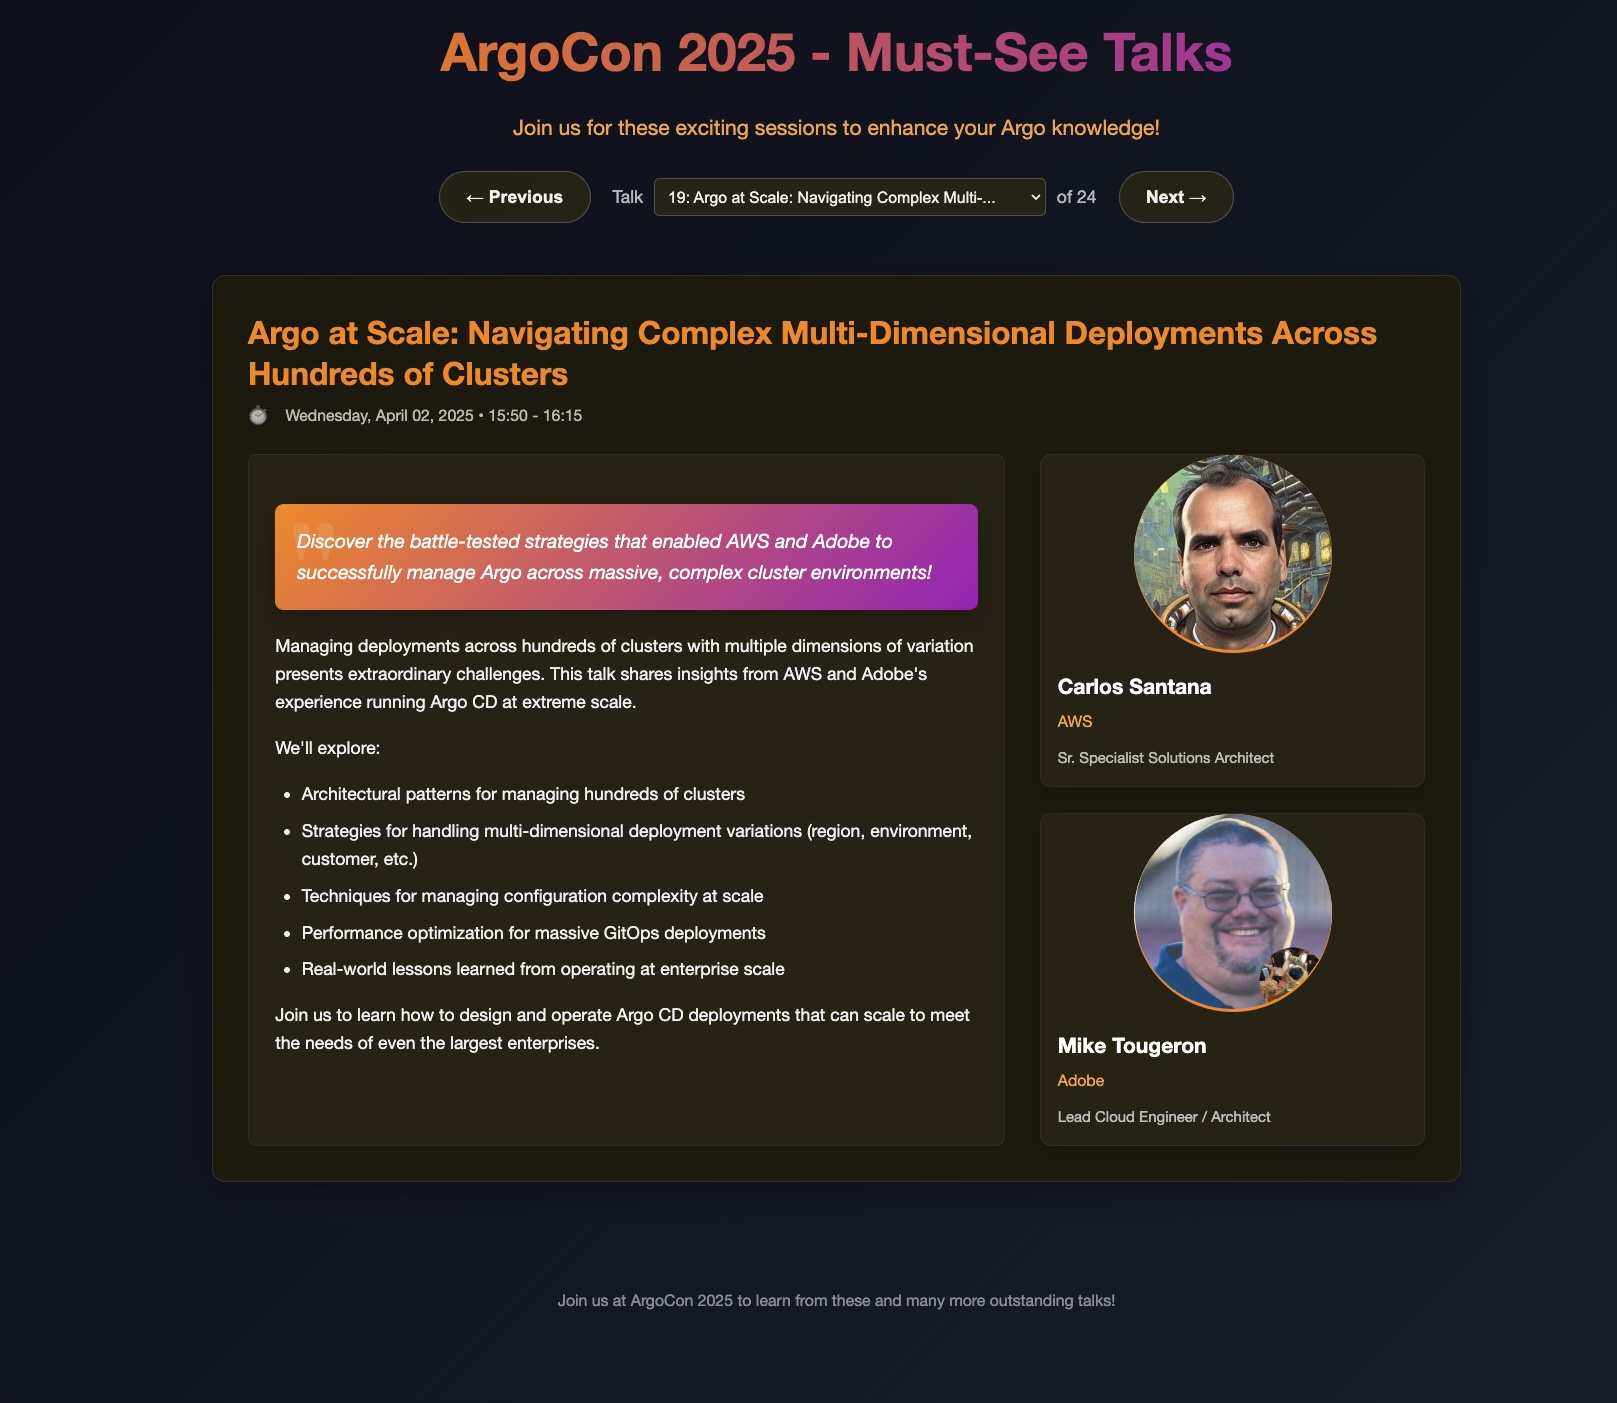 ArgoCon 2025 - Must-See Talks
Join us for these exciting sessions to enhance your Argo knowledge!
← Previous
Talk
19: Argo at Scale: Navigating Complex Multi-...
of 24
Next →
Argo at Scale: Navigating Complex Multi-Dimensional Deployments Across
Hundreds of Clusters
Wednesday, April 02, 2025 • 15:50 - 16:15
"
Discover the battle-tested strategies that enabled AWS and Adobe to
successfully manage Argo across massive, complex cluster environments!
Managing deployments across hundreds of clusters with multiple dimensions of variation
presents extraordinary challenges. This talk shares insights from AWS and Adobe's
experience running Argo CD at extreme scale.
We'll explore:
• Architectural patterns for managing hundreds of clusters
• Strategies for handling multi-dimensional deployment variations (region, environment,
customer, etc.)
• Techniques for managing configuration complexity at scale
• Performance optimization for massive GitOps deployments
• Real-world lessons learned from operating at enterprise scale
Join us to learn how to design and operate Argo CD deployments that can scale to meet
the needs of even the largest enterprises.
Carlos Santana
AWS
Sr. Specialist Solutions Architect
Mike Tougeron
Adobe
Lead Cloud Engineer / Architect
Join us at ArgoCon 2025 to learn from these and many more outstanding talks!